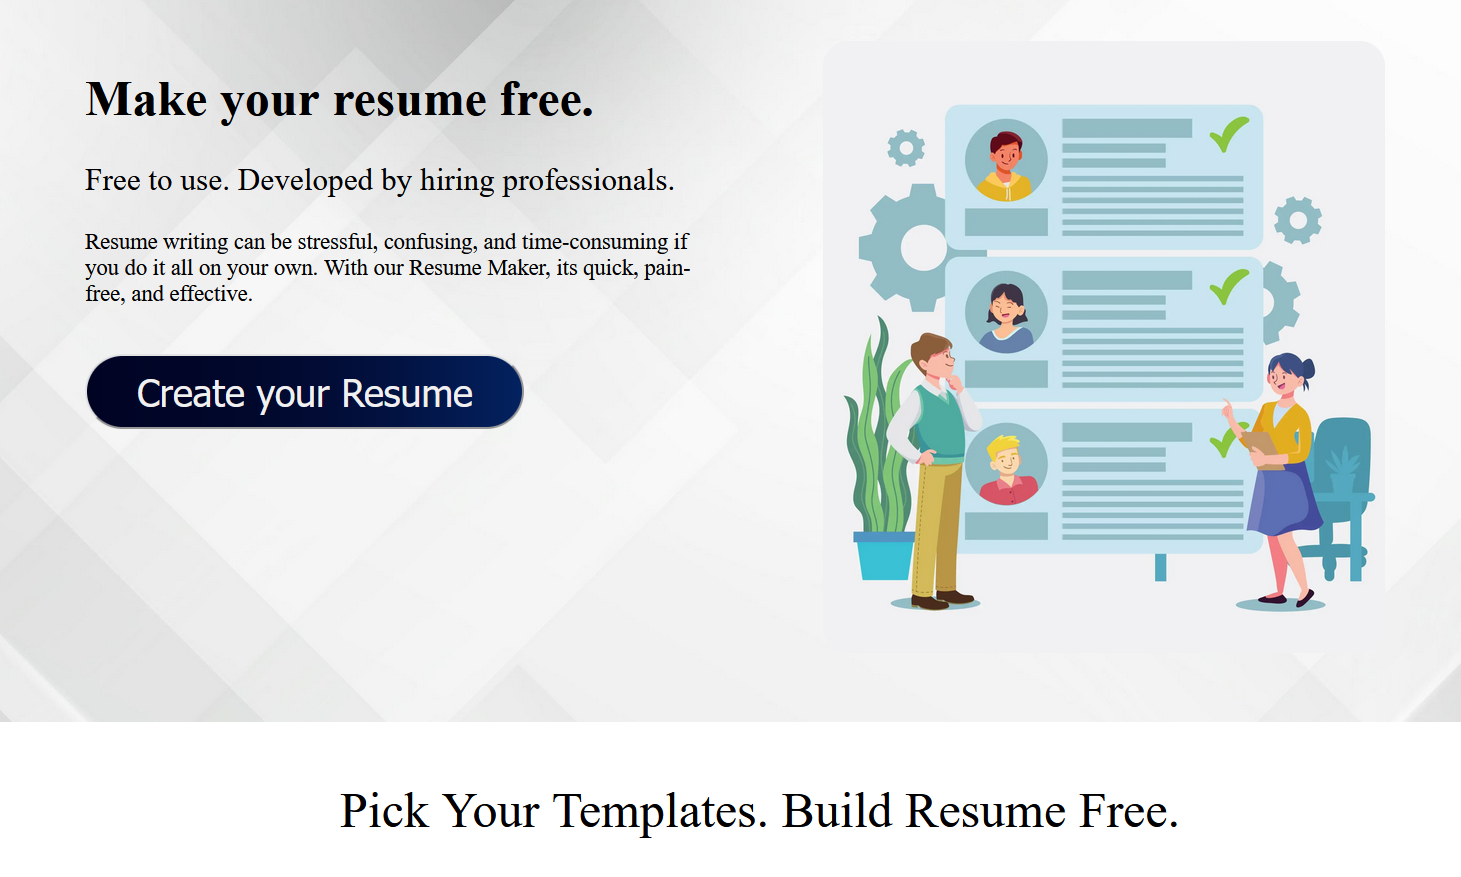 Make your resume free.
Free to use. Developed by hiring professionals.
Resume writing can be stressful, confusing, and time-consuming if
you do it all on your own. With our Resume Maker, its quick, pain-
free, and effective.
Create your Resume
Pick Your Templates. Build Resume Free.